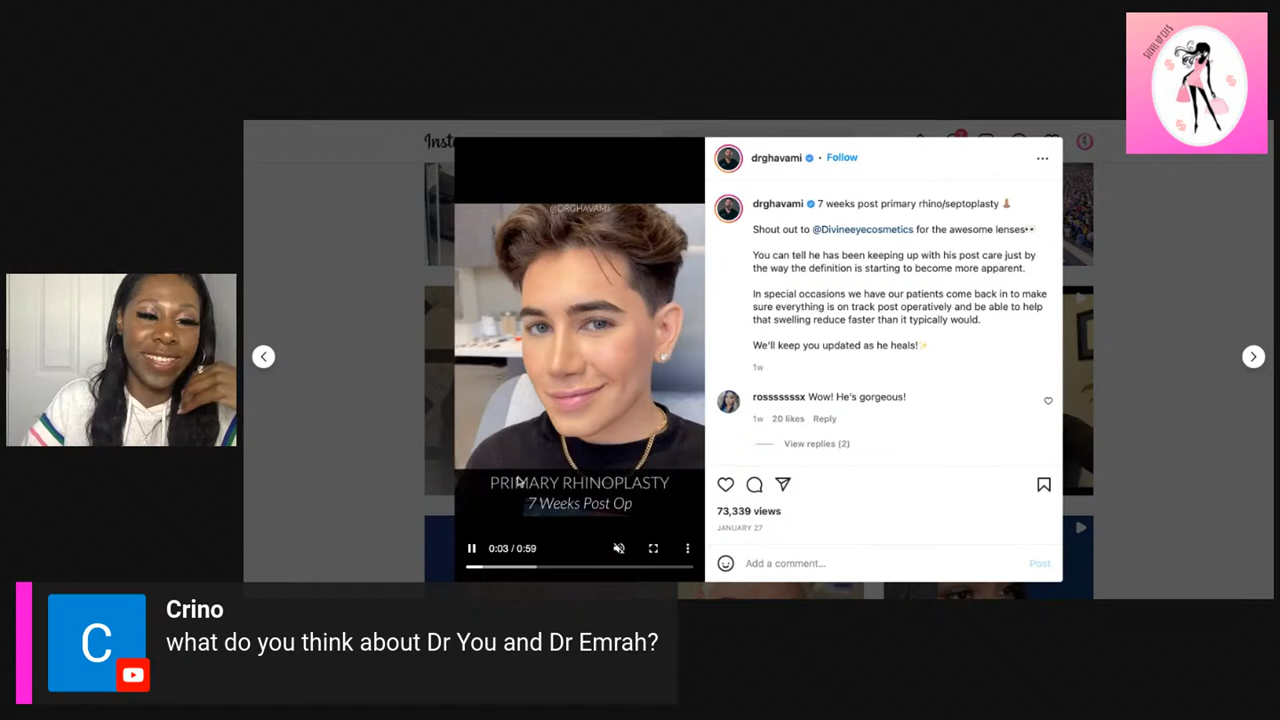 SLEVEL UP CEES
Inst
@DRGHAVAMI
PRIMARY RHINOPLASTY
7 Weeks Post Op
0:03 / 0:59
drghavami • Follow
drghavami 7 weeks post primary rhino/septoplasty
Shout out to @Divineeyecosmetics for the awesome lenses👀
You can tell he has been keeping up with his post care just by
the way the definition is starting to become more apparent.
In special occasions we have our patients come back in to make
sure everything is on track post operatively and be able to help
that swelling reduce faster than it typically would.
We'll keep you updated as he heals!✨
1w
rosssssssx Wow! He's gorgeous!
1w 20 likes Reply
View replies (2)
73,339 views
JANUARY 27
Add a comment... Post
C
Crino
what do you think about Dr You and Dr Emrah?